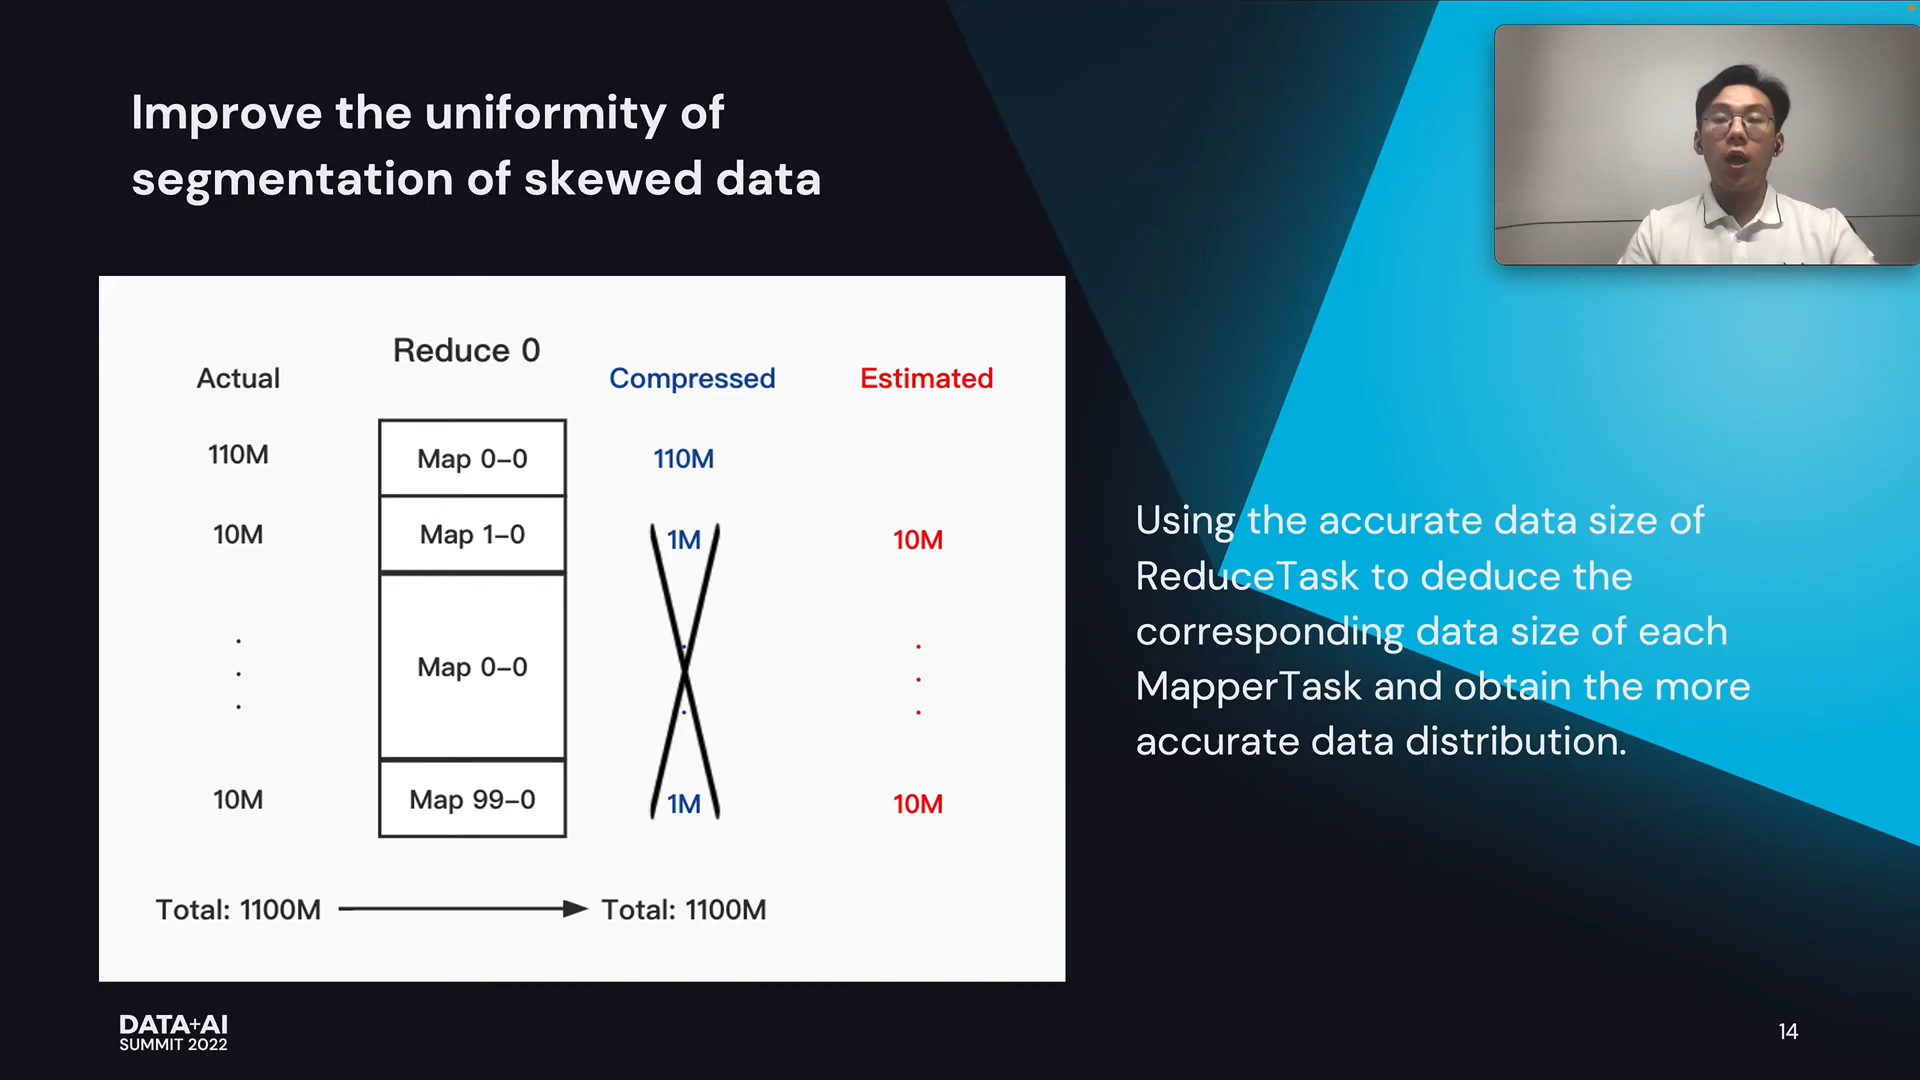 Improve the uniformity of
segmentation of skewed data
Reduce 0
Actual
Compressed
Estimated
110M
Map 0-0
110M
10M
Map 1-0
1M
10M
Map 0-0
10M
Map 99-0
1M
10M
Total: 1100M
Total: 1100M
Using the accurate data size of
ReduceTask to deduce the
corresponding data size of each
MapperTask and obtain the more
accurate data distribution.
DATA+AI
SUMMIT 2022
14